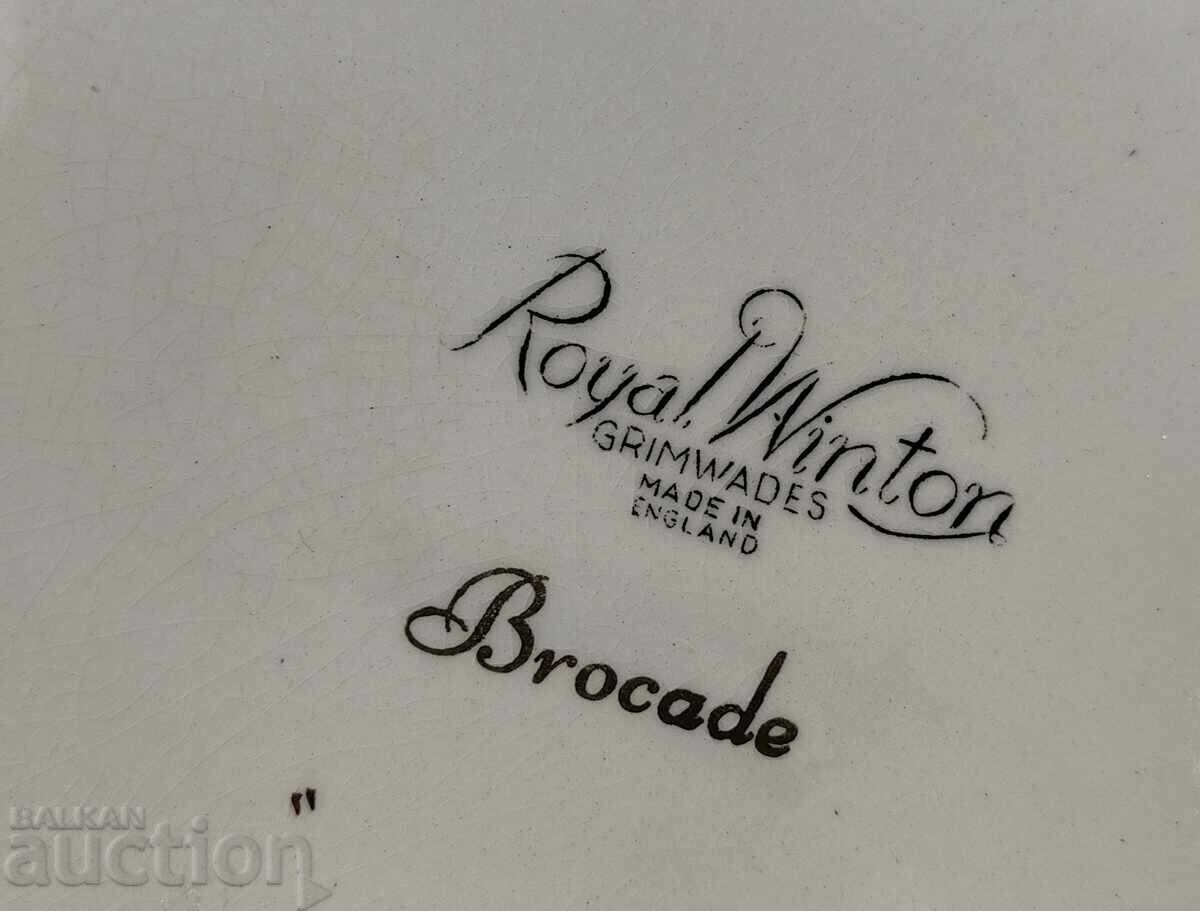 Royal Winton
GRIMWADES
MADE IN
ENGLAND
Brocade
"
BALKAN
auction